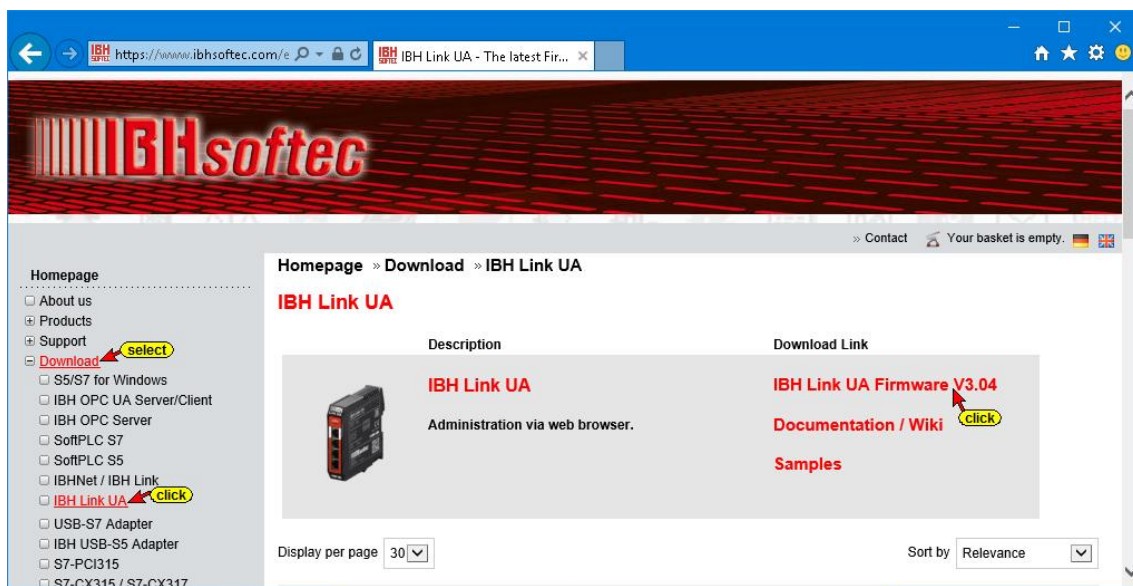 https://www.ibhsoftec.com/e
IBH Link UA - The latest Fir...
IBHsoftec
» Contact
Your basket is empty.
Homepage
About us
Products
Support
Download
select
S5/S7 for Windows
IBH OPC UA Server/Client
IBH OPC Server
SoftPLC S7
SoftPLC S5
IBHNet / IBH Link
IBH Link UA
click
USB-S7 Adapter
IBH USB-S5 Adapter
S7-PCI315
S7-CX315 / S7-CX317
Homepage » Download » IBH Link UA
IBH Link UA
Description
Download Link
IBH Link UA
IBH Link UA Firmware V3.04
click
Administration via web browser.
Documentation / Wiki
Samples
Display per page 30
Sort by Relevance